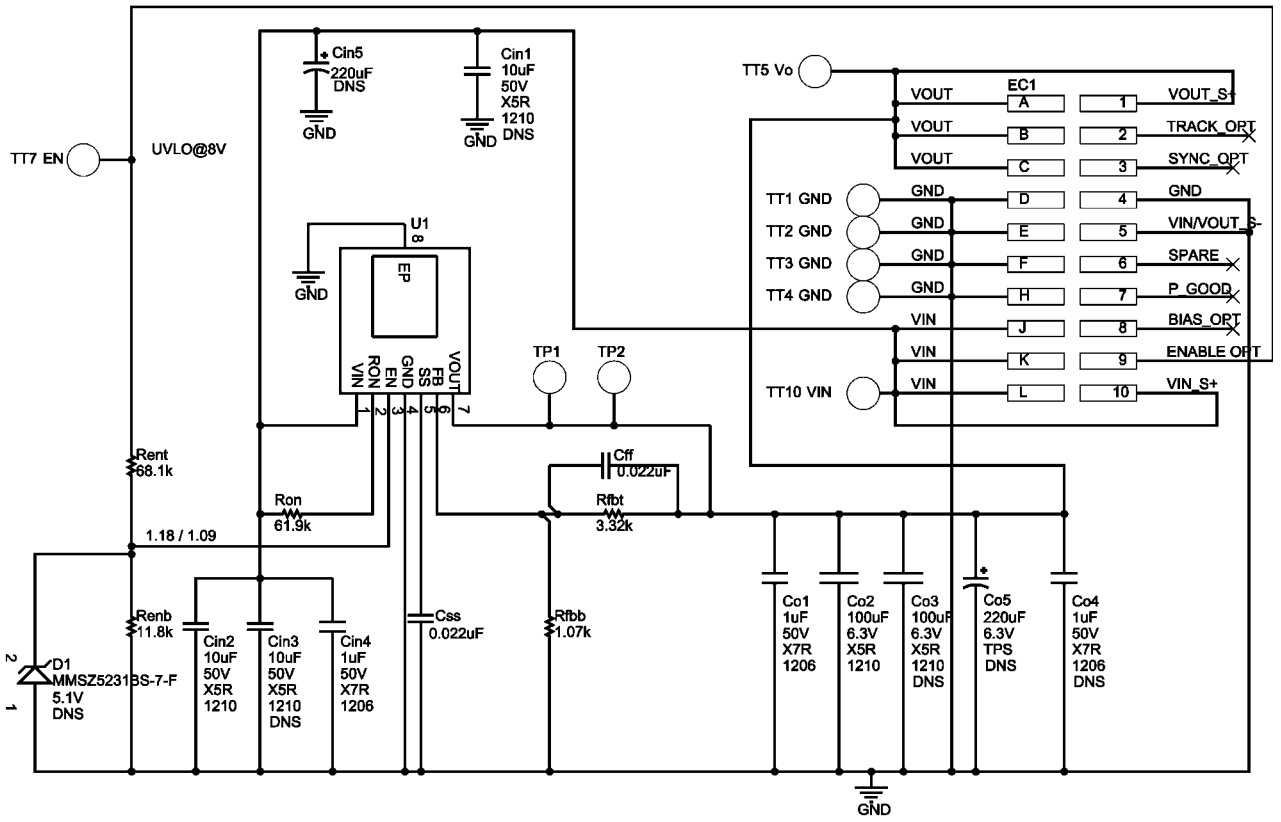 Cin5
220uF
DNS
GND
Cin1
10uF
50V
X5R
1210
DNS
GND
TT5 Vo
EC1
VOUT
A
1
VOUT_S+
VOUT
B
2
TRACK_OPT
VOUT
C
3
SYNC_OPT
TT7 EN
UVLO@8V
TT1 GND
GND
D
4
GND
TT2 GND
GND
E
5
VIN/VOUT_S-
TT3 GND
GND
F
6
SPARE
TT4 GND
GND
H
7
P_GOOD
VIN
J
8
BIAS_OPT
VIN
K
9
ENABLE OPT
TT10 VIN
VIN
L
10
VIN_S+
U1
8
EP
GND
VIN
RON
EN
GND
SS
FB
VOUT
1
2
3
4
5
6
7
TP1
TP2
Rent
68.1k
Ron
61.9k
Cff
0.022uF
Rfbt
3.32k
1.18 / 1.09
Renb
11.8k
2
D1
MMSZ5231BS-7-F
5.1V
DNS
1
Cin2
10uF
50V
X5R
1210
Cin3
10uF
50V
X5R
1210
DNS
Cin4
1uF
50V
X7R
1206
Css
0.022uF
Rfbb
1.07k
Co1
1uF
50V
X7R
1206
Co2
100uF
6.3V
X5R
1210
Co3
100uF
6.3V
X5R
1210
DNS
Co5
220uF
6.3V
TPS
DNS
Co4
1uF
50V
X7R
1206
DNS
GND